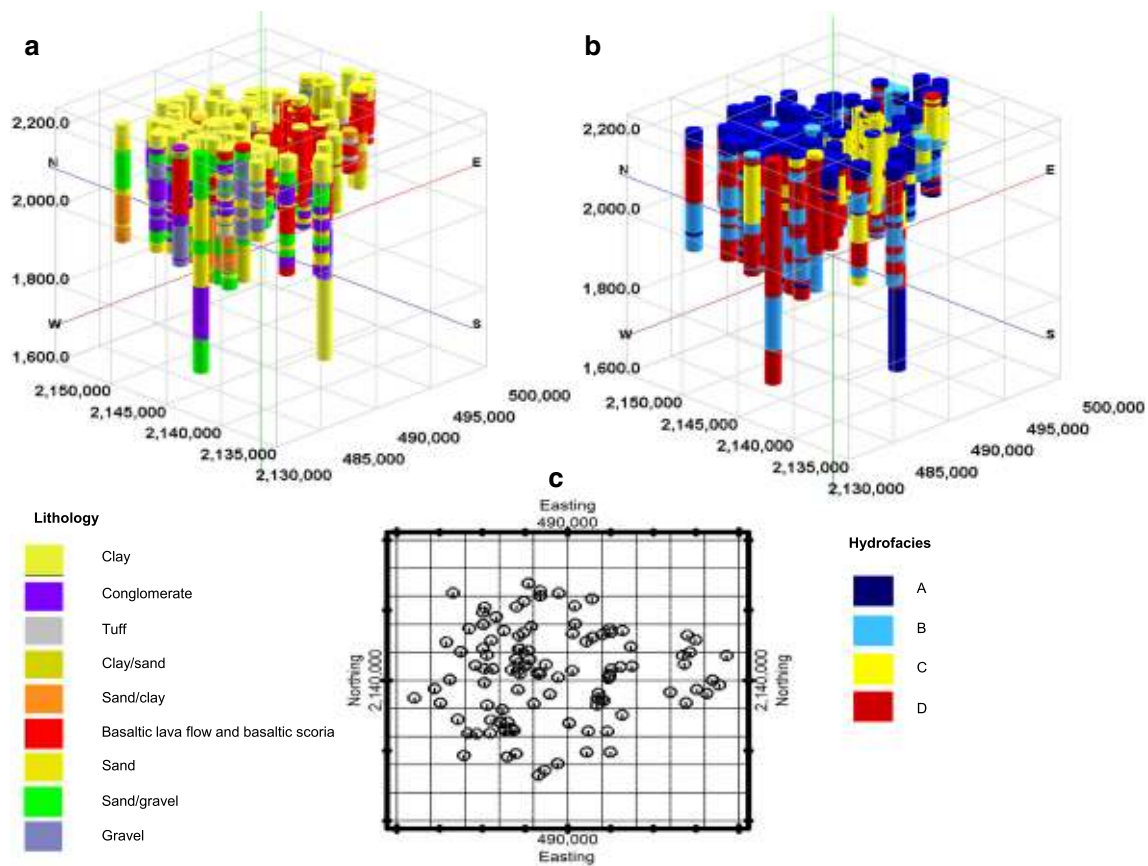 a
2,200.0
2,000.0
1,800.0
1,600.0
N
E
W
S
2,150,000
2,145,000
2,140,000
2,135,000
2,130,000
485,000
490,000
495,000
500,000
b
2,200.0
2,000.0
1,800.0
1,600.0
N
E
W
S
2,150,000
2,145,000
2,140,000
2,135,000
2,130,000
485,000
490,000
495,000
500,000
Lithology
Clay
Conglomerate
Tuff
Clay/sand
Sand/clay
Basaltic lava flow and basaltic scoria
Sand
Sand/gravel
Gravel
c
Easting
490,000
Northing
2,140,000
2,140,000
Northing
490,000
Easting
Hydrofacies
A
B
C
D